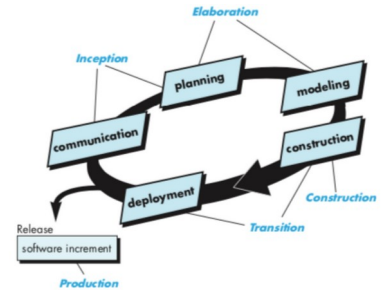 Elaboration
Inception
planning
modeling
communication
construction
deployment
Construction
Transition
Release
software increment
Production